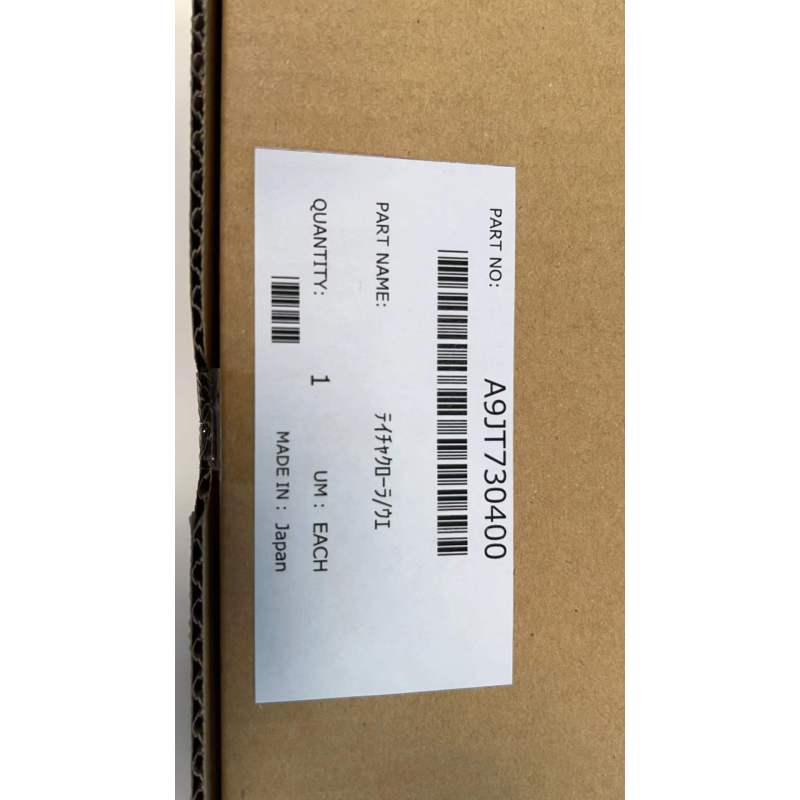 PART NO: A9JT730400
PART NAME: ﾃｲﾁｬｸﾛｰﾗ/ｳｴ
QUANTITY: 1 UM : EACH
MADE IN : Japan